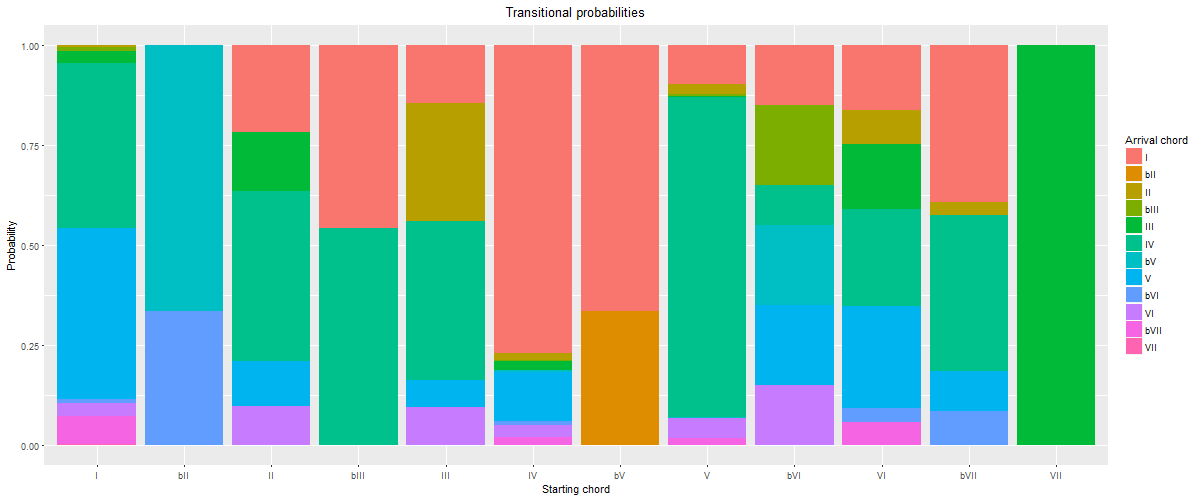 Transitional probabilities
1.00
0.75
0.50
0.25
0.00
Probability
I bII II bIII III IV bV V bVI VI bVII VII
Starting chord
Arrival chord
I
bII
II
bIII
III
IV
bV
V
bVI
VI
bVII
VII